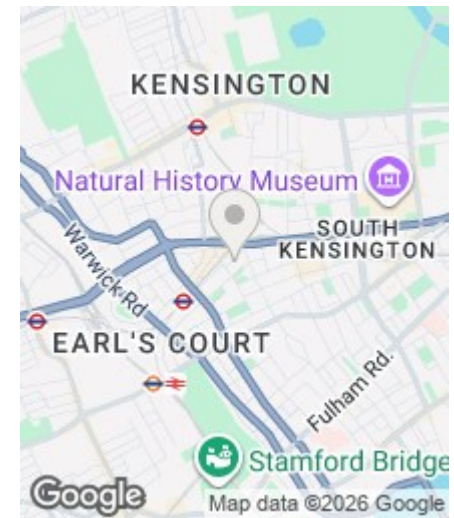 KENSINGTON
Natural History Museum
SOUTH
KENSINGTON
Warwick Rd
EARL'S COURT
Fulham Rd.
Stamford Bridge
Google
Map data ©2026 Google